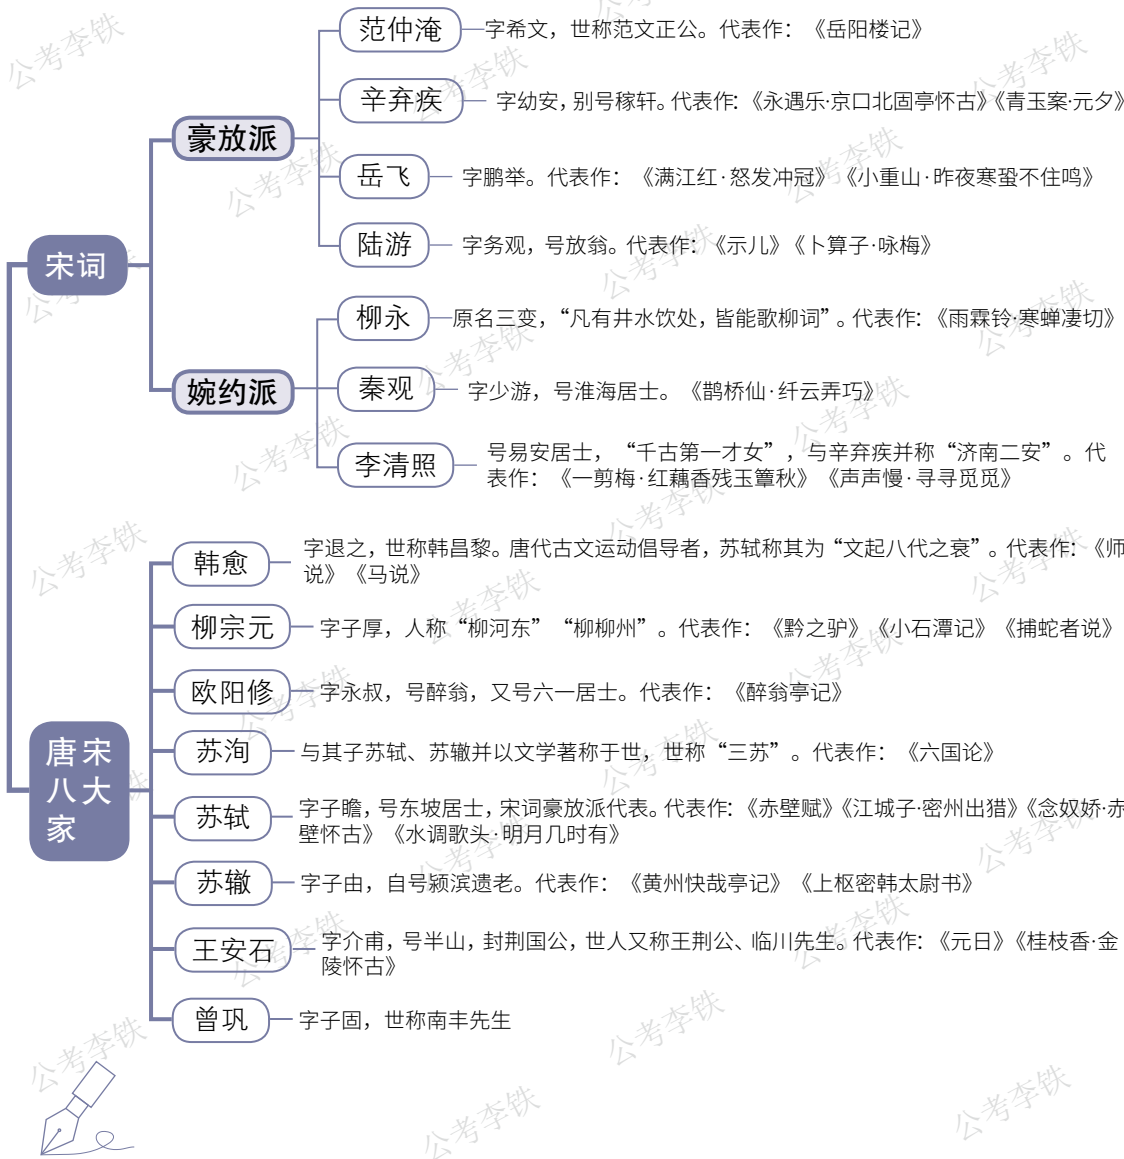 宋词
豪放派
范仲淹
字希文，世称范文正公。代表作：《岳阳楼记》
辛弃疾
字幼安，别号稼轩。代表作：《永遇乐·京口北固亭怀古》《青玉案·元夕》
岳飞
字鹏举。代表作：《满江红·怒发冲冠》《小重山·昨夜寒蛩不住鸣》
陆游
字务观，号放翁。代表作：《示儿》《卜算子·咏梅》
婉约派
柳永
原名三变，“凡有井水饮处，皆能歌柳词”。代表作：《雨霖铃·寒蝉凄切》
秦观
字少游，号淮海居士。《鹊桥仙·纤云弄巧》
李清照
号易安居士，“千古第一才女”，与辛弃疾并称“济南二安”。代
表作：《一剪梅·红藕香残玉簟秋》《声声慢·寻寻觅觅》
唐宋
八大
家
韩愈
字退之，世称韩昌黎。唐代古文运动倡导者，苏轼称其为“文起八代之衰”。代表作：《师
说》《马说》
柳宗元
字子厚，人称“柳河东”“柳柳州”。代表作：《黔之驴》《小石潭记》《捕蛇者说》
欧阳修
字永叔，号醉翁，又号六一居士。代表作：《醉翁亭记》
苏洵
与其子苏轼、苏辙并以文学著称于世，世称“三苏”。代表作：《六国论》
苏轼
字子瞻，号东坡居士，宋词豪放派代表。代表作：《赤壁赋》《江城子·密州出猎》《念奴娇·赤
壁怀古》《水调歌头·明月几时有》
苏辙
字子由，自号颍滨遗老。代表作：《黄州快哉亭记》《上枢密韩太尉书》
王安石
字介甫，号半山，封荆国公，世人又称王荆公、临川先生。代表作：《元日》《桂枝香·金
陵怀古》
曾巩
字子固，世称南丰先生
公考李铁